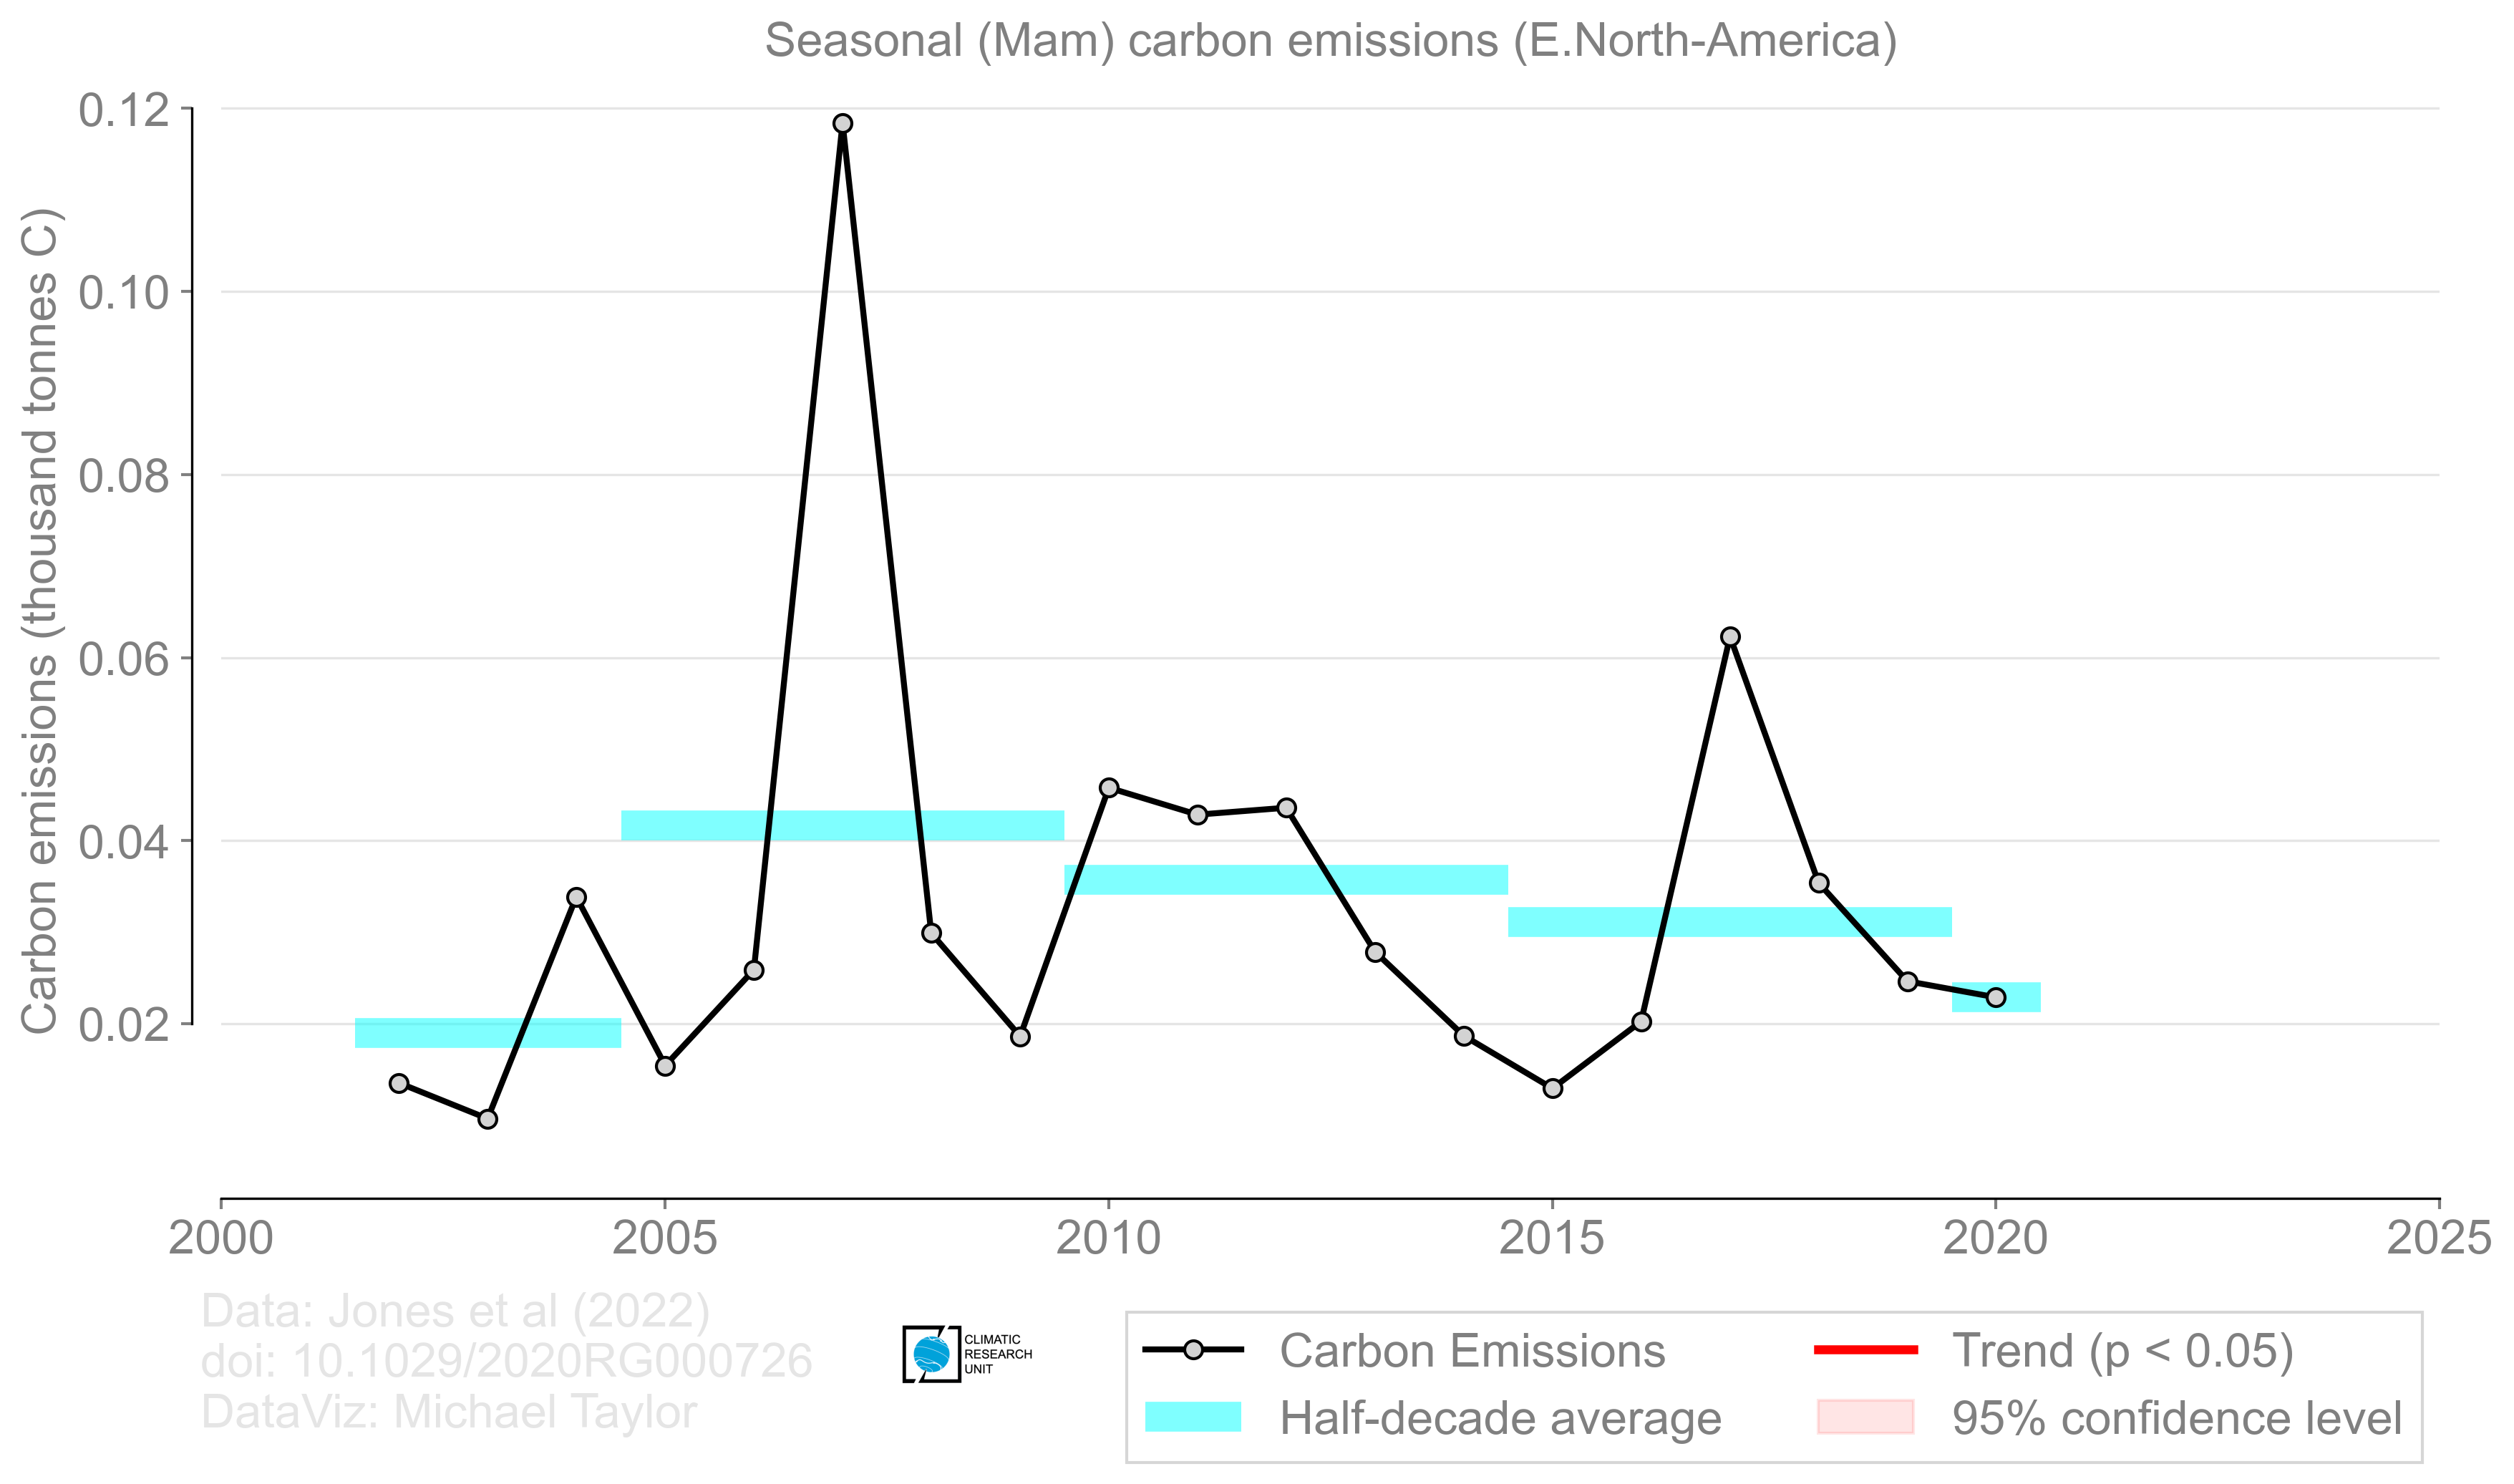 Seasonal (Mam) carbon emissions (E.North-America)
Carbon emissions (thousand tonnes C)
0.12
0.10
0.08
0.06
0.04
0.02
2000 2005 2010 2015 2020 2025
Data: Jones et al (2022)
doi: 10.1029/2020RG000726
DataViz: Michael Taylor
CLIMATIC
RESEARCH
UNIT
Carbon Emissions
Half-decade average
Trend (p < 0.05)
95% confidence level